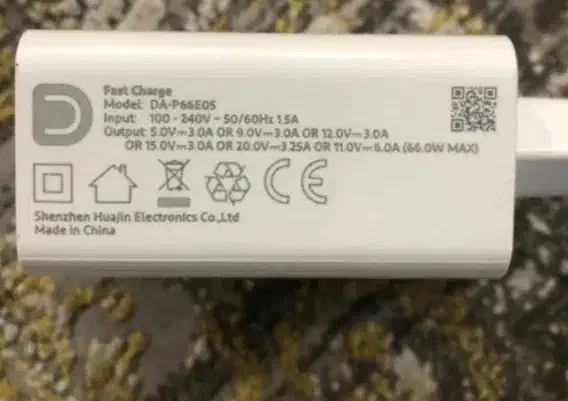 Fast Charge
Model: DA-P66E05
Input: 100 - 240V ~ 50/60Hz 1.5A
Output: 5.0V⎓3.0A OR 9.0V⎓3.0A OR 12.0V⎓3.0A
OR 15.0V⎓3.0A OR 20.0V⎓3.25A OR 11.0V⎓6.0A (66.0W MAX)
CE
Shenzhen Huajin Electronics Co.,Ltd
Made in China